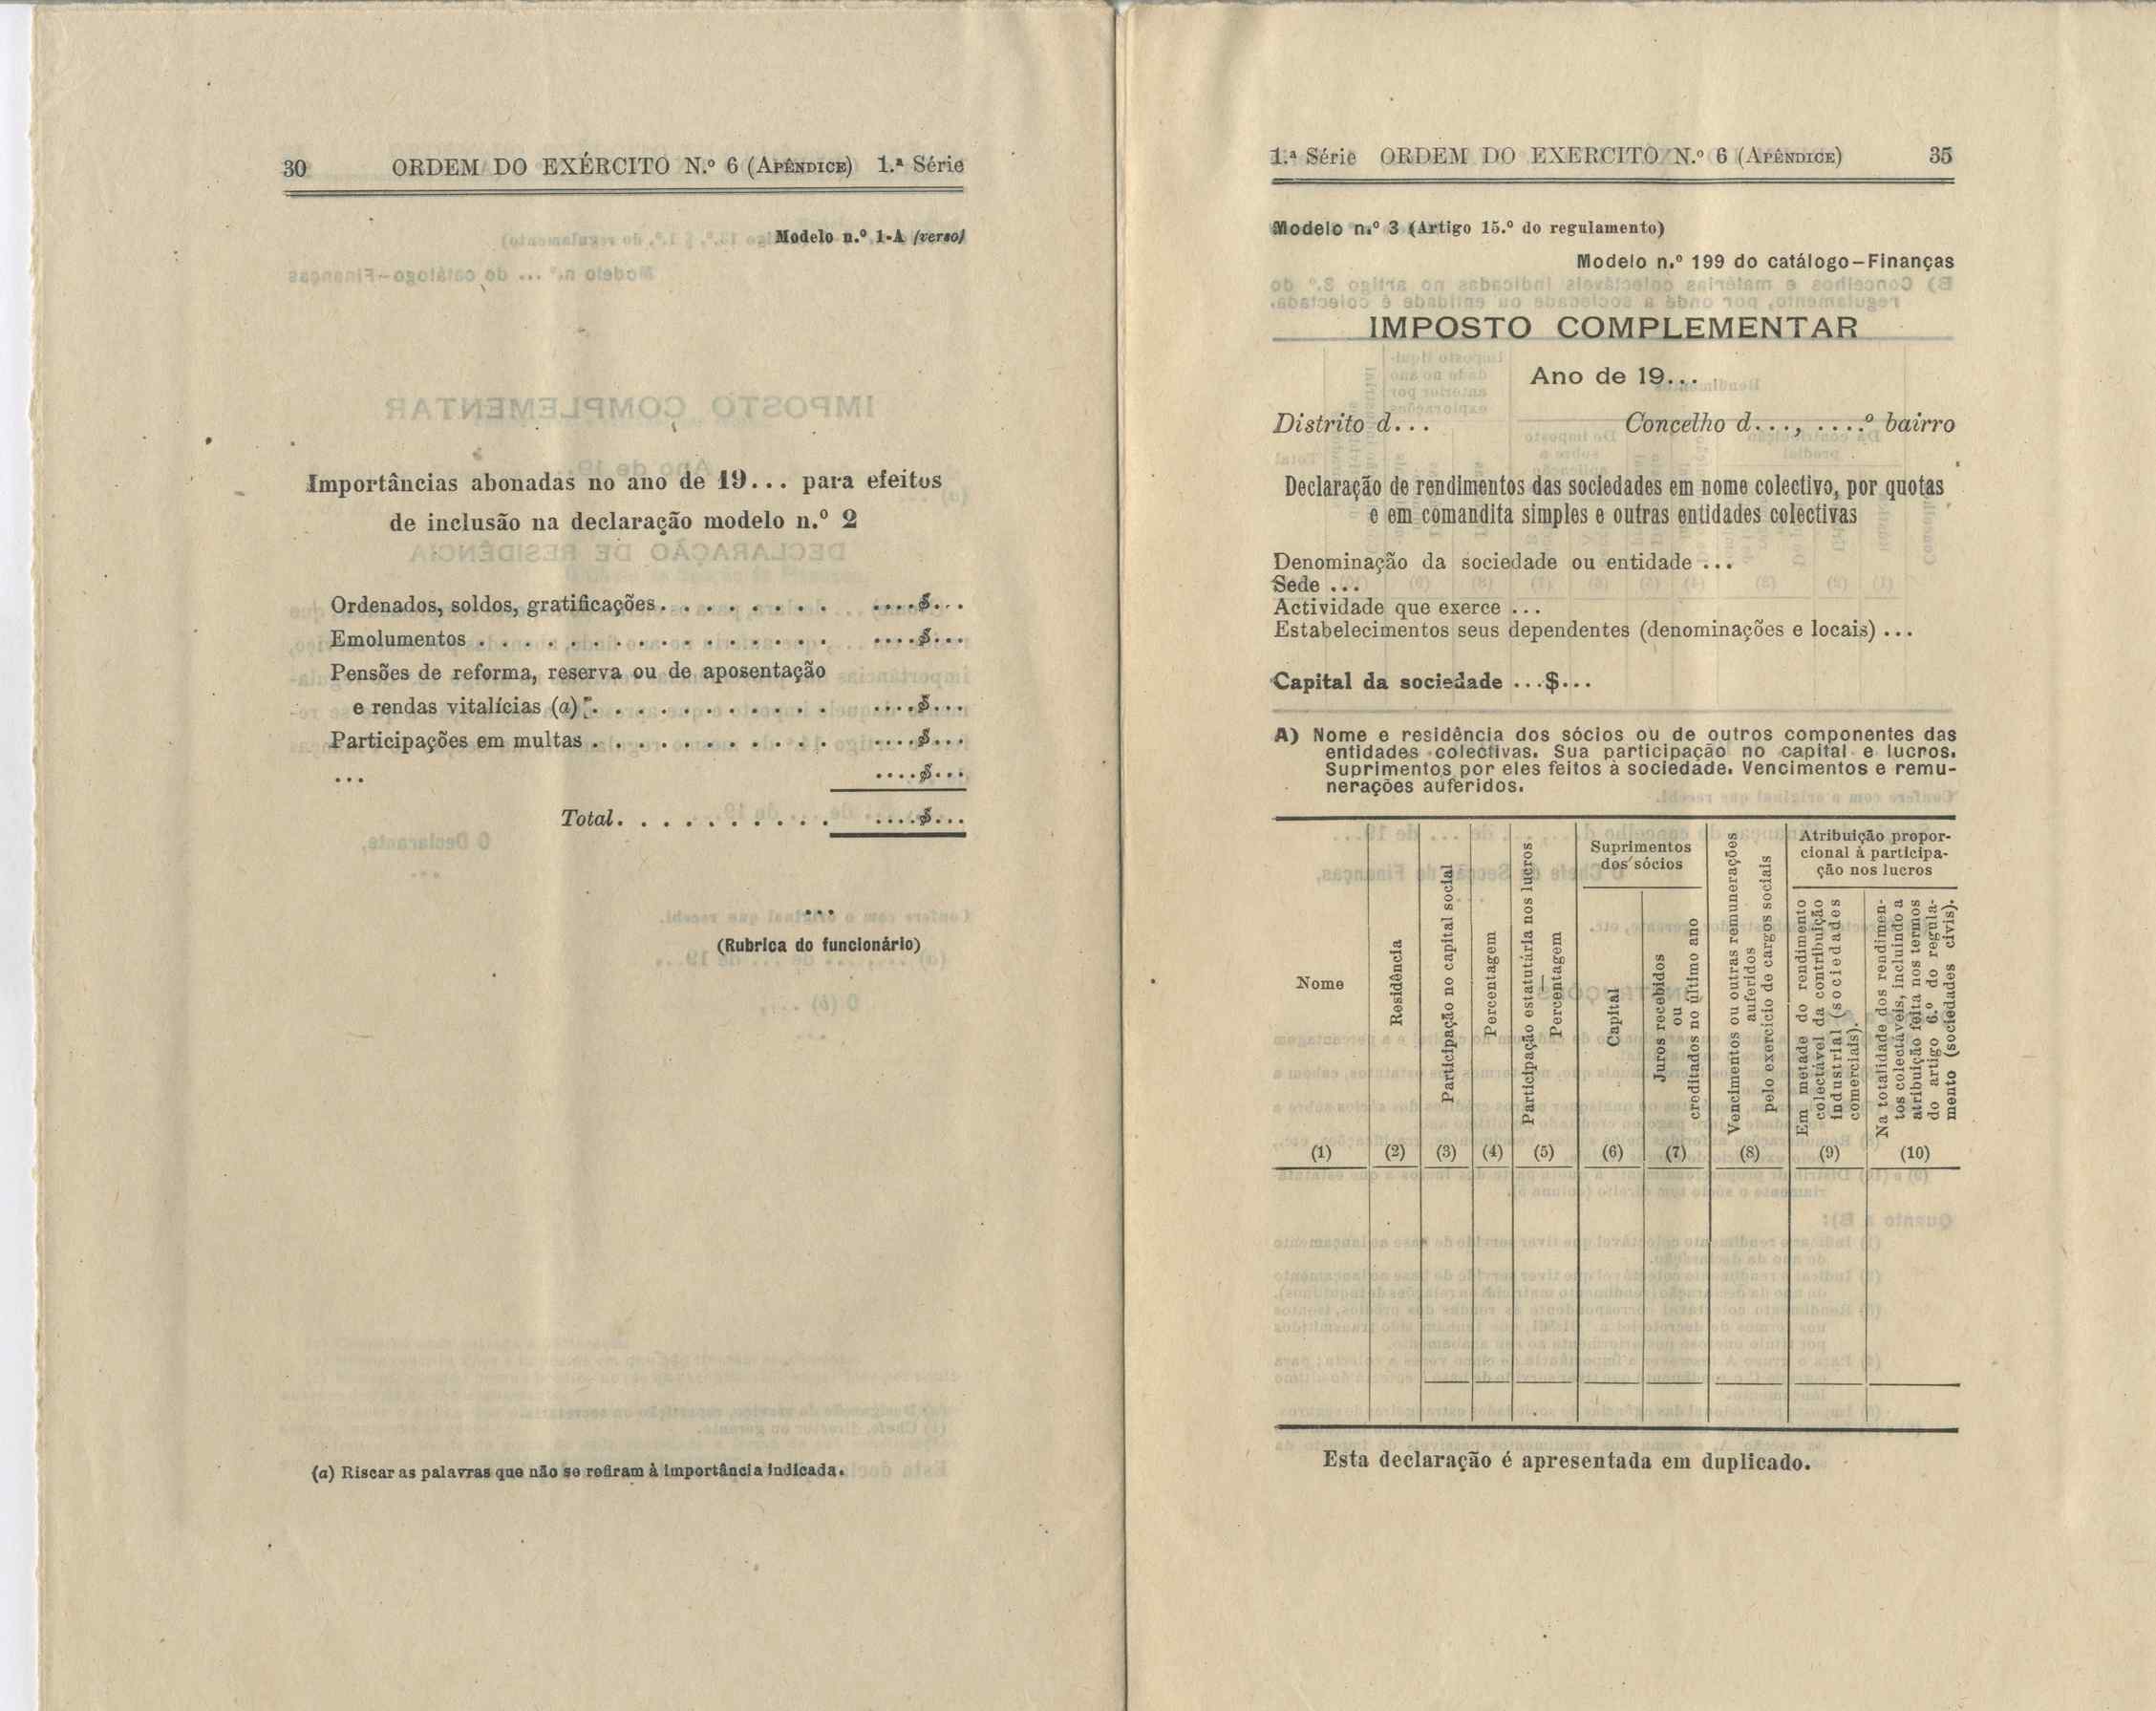 30 ORDEM DO EXÉRCITO N.º 6 (APÊNDICE) 1.ª Série
Modelo n.º 1-A (verso)
Importâncias abonadas no ano de 19... para efeitos
de inclusão na declaração modelo n.º 2
Ordenados, soldos, gratificações. . . . . . . . ....$...
Emolumentos . . . . . . . . . . . . . . . . ....$...
Pensões de reforma, reserva ou de aposentação
e rendas vitalícias (a) . . . . . . . . . . . ....$...
Participações em multas . . . . . . . . . . . ....$...
... ....$...
Total. . . . . . . . . . ....$...
...
(Rubrica do funcionário)
(a) Riscar as palavras que não se refiram à importância indicada.
1.ª Série ORDEM DO EXERCITO N.º 6 (APÊNDICE) 35
Modelo n.º 3 (Artigo 15.º do regulamento)
Modelo n.º 199 do catálogo-Finanças
IMPOSTO COMPLEMENTAR
Ano de 19...
Distrito d... Concelho d..., ....º bairro
Declaração de rendimentos das sociedades em nome colectivo, por quotas
e em comandita simples e outras entidades colectivas
Denominação da sociedade ou entidade ...
Sede ...
Actividade que exerce ...
Estabelecimentos seus dependentes (denominações e locais) ...
Capital da sociedade ...$...
A) Nome e residência dos sócios ou de outros componentes das
entidades colectivas. Sua participação no capital e lucros.
Suprimentos por eles feitos à sociedade. Vencimentos e remu-
nerações auferidos.
Nome
Residência
Participação no capital social
Percentagem
Participação estatutária nos lucros
—
Percentagem
Suprimentos
dos sócios
Capital
Juros recebidos
ou
creditados no último ano
Vencimentos ou outras remunerações
auferidos
pelo exercício de cargos sociais
Atribuição propor-
cional à participa-
ção nos lucros
Em metade do rendimento
colectável da contribuição
industrial (sociedades
comerciais).
Na totalidade dos rendimen-
tos colectáveis, incluindo a
atribuição feita nos termos
do artigo 6.º do regula-
mento (sociedades civis).
(1) (2) (3) (4) (5) (6) (7) (8) (9) (10)
Esta declaração é apresentada em duplicado.